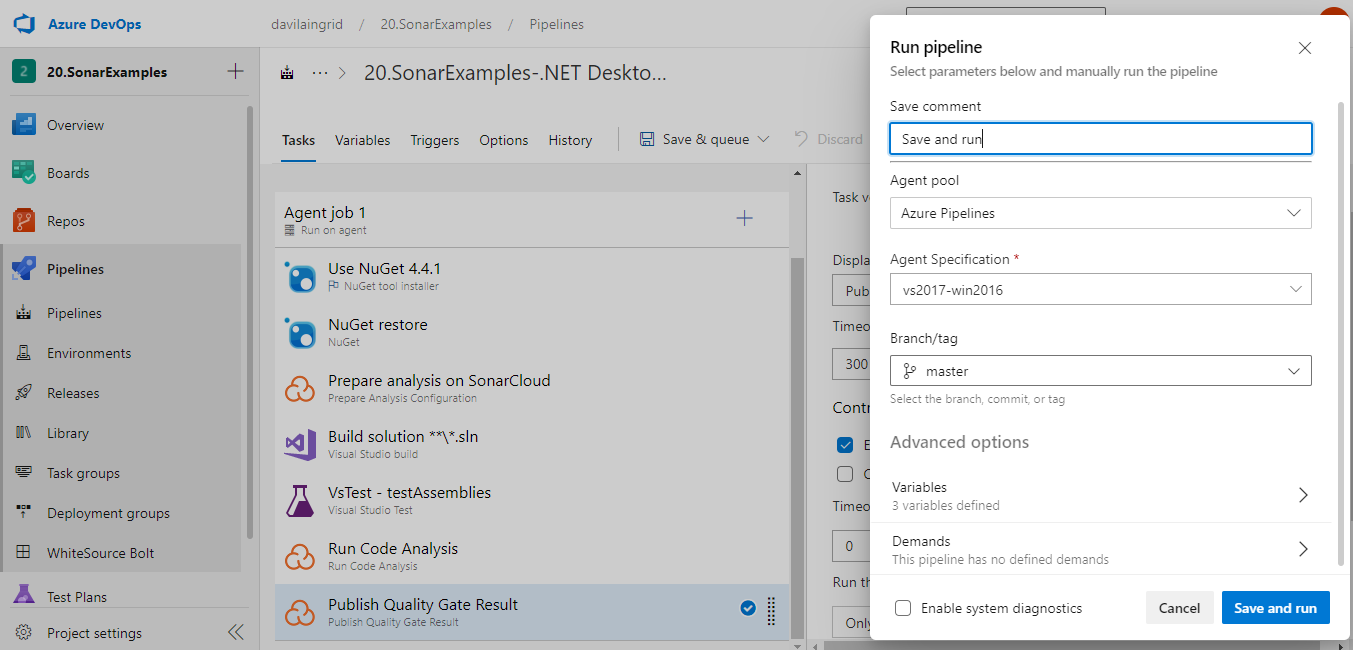 Azure DevOps
davilaingrid / 20.SonarExamples / Pipelines
2 20.SonarExamples
Overview
Boards
Repos
Pipelines
Pipelines
Environments
Releases
Library
Task groups
Deployment groups
WhiteSource Bolt
Test Plans
Project settings
20.SonarExamples-.NET Deskto...
Tasks Variables Triggers Options History Save & queue Discard
Agent job 1
Run on agent
Use NuGet 4.4.1
NuGet tool installer
NuGet restore
NuGet
Prepare analysis on SonarCloud
Prepare Analysis Configuration
Build solution **\*.sln
Visual Studio build
VsTest - testAssemblies
Visual Studio Test
Run Code Analysis
Run Code Analysis
Publish Quality Gate Result
Publish Quality Gate Result
Task v
Displa
Pub
Timeo
300
Contr
E
Timeo
0
Run th
Only
Run pipeline
Select parameters below and manually run the pipeline
Save comment
Save and run
Agent pool
Azure Pipelines
Agent Specification *
vs2017-win2016
Branch/tag
master
Select the branch, commit, or tag
Advanced options
Variables
3 variables defined
Demands
This pipeline has no defined demands
Enable system diagnostics
Cancel
Save and run